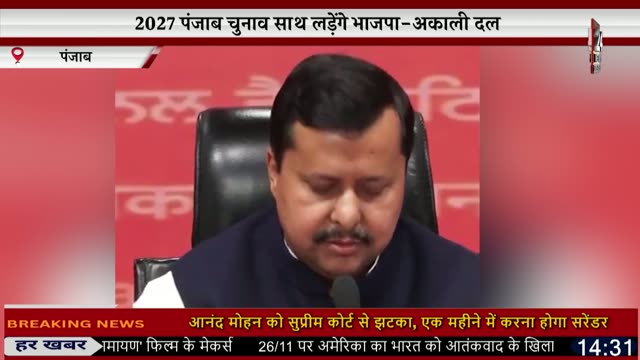 2027 पंजाब चुनाव साथ लड़ेंगे भाजपा-अकाली दल
पंजाब
BREAKING NEWS
आनंद मोहन को सुप्रीम कोर्ट से झटका, एक महीने में करना होगा सरेंडर
हर खबर
ामायण' फिल्म के मेकर्स 26/11 पर अमेरिका का भारत को आतंकवाद के खिला
14:31